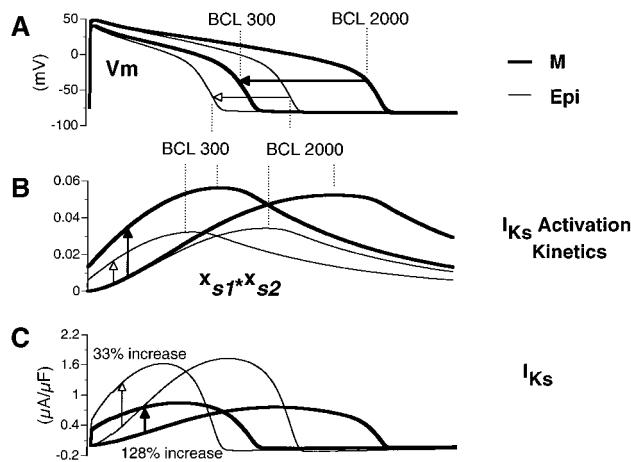 A
BCL 300
BCL 2000
50
0
-50
-100
(mV)
Vm
M
Epi
BCL 300
BCL 2000
B
0.06
0.04
0.02
0
xs1*xs2
IKs Activation
Kinetics
C
2.2
1.6
1
0.4
-0.2
(μA/μF)
33% increase
128% increase
IKs